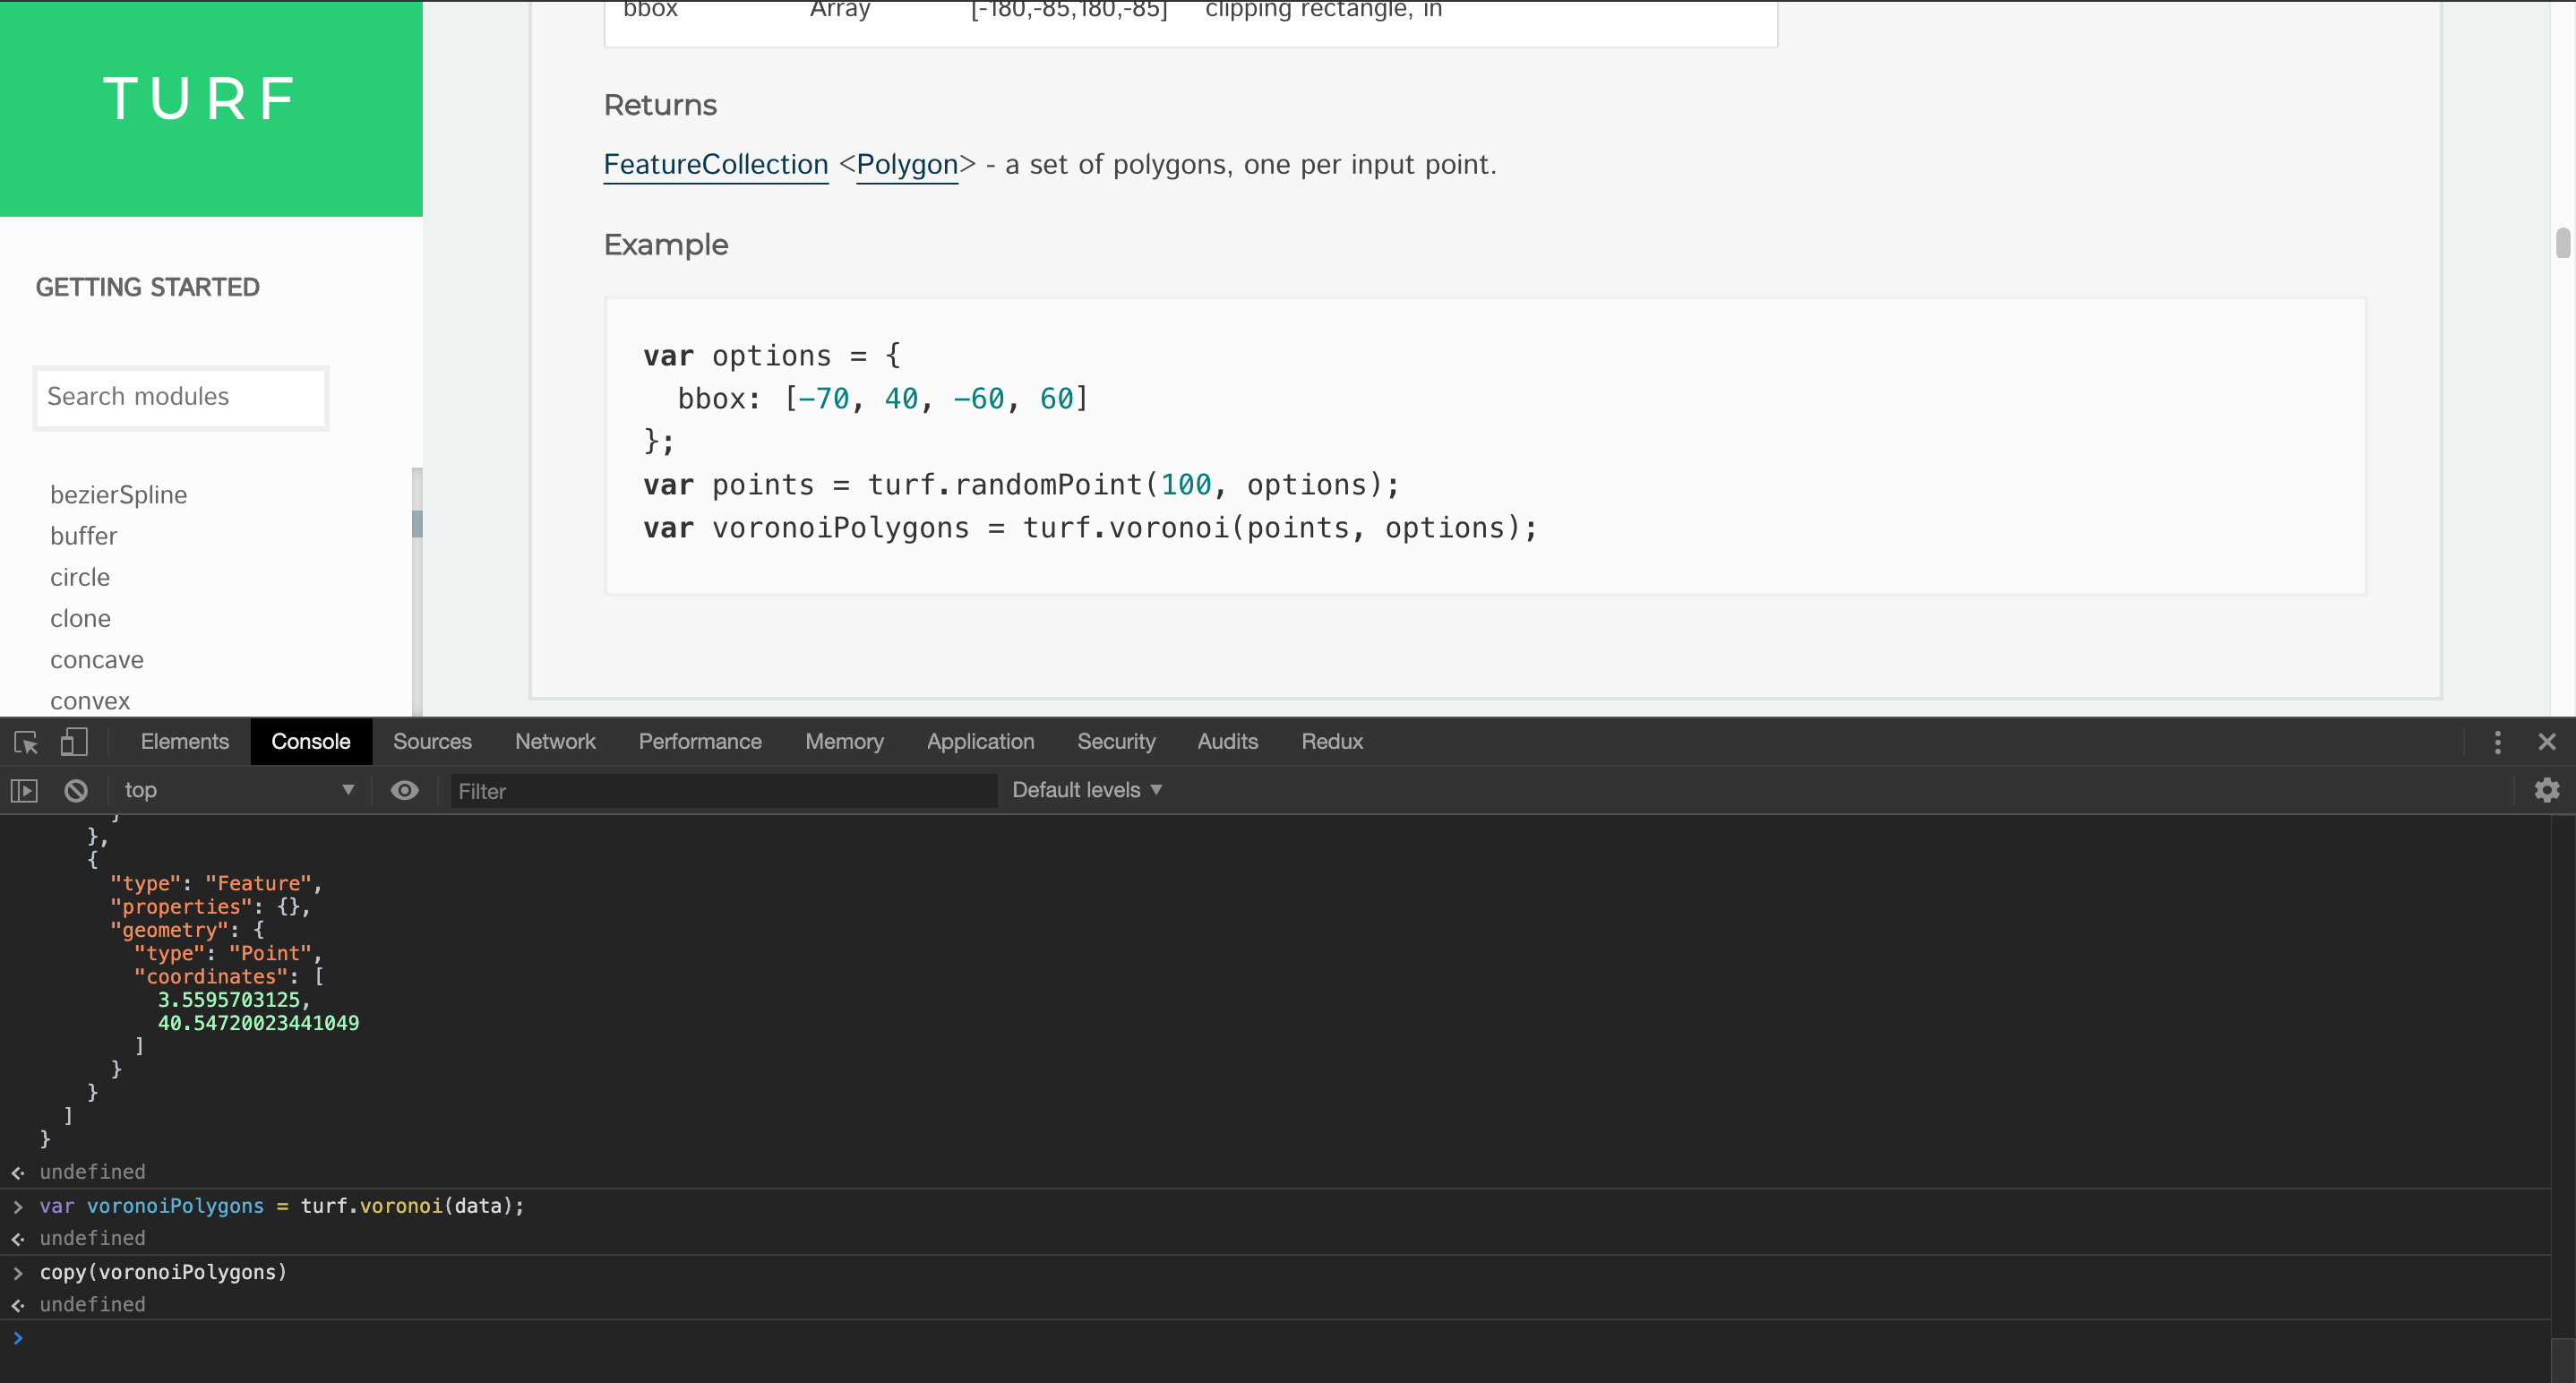 TURF
GETTING STARTED
Search modules
bezierSpline
buffer
circle
clone
concave
convex
bbox Array [-180,-85,180,-85] clipping rectangle, in
Returns
FeatureCollection <Polygon> - a set of polygons, one per input point.
Example
var options = {
  bbox: [-70, 40, -60, 60]
};
var points = turf.randomPoint(100, options);
var voronoiPolygons = turf.voronoi(points, options);
Elements Console Sources Network Performance Memory Application Security Audits Redux
top Filter Default levels
}
},
{
"type": "Feature",
"properties": {},
"geometry": {
"type": "Point",
"coordinates": [
3.5595703125,
40.54720023441049
]
}
}
]
}
undefined
var voronoiPolygons = turf.voronoi(data);
undefined
copy(voronoiPolygons)
undefined